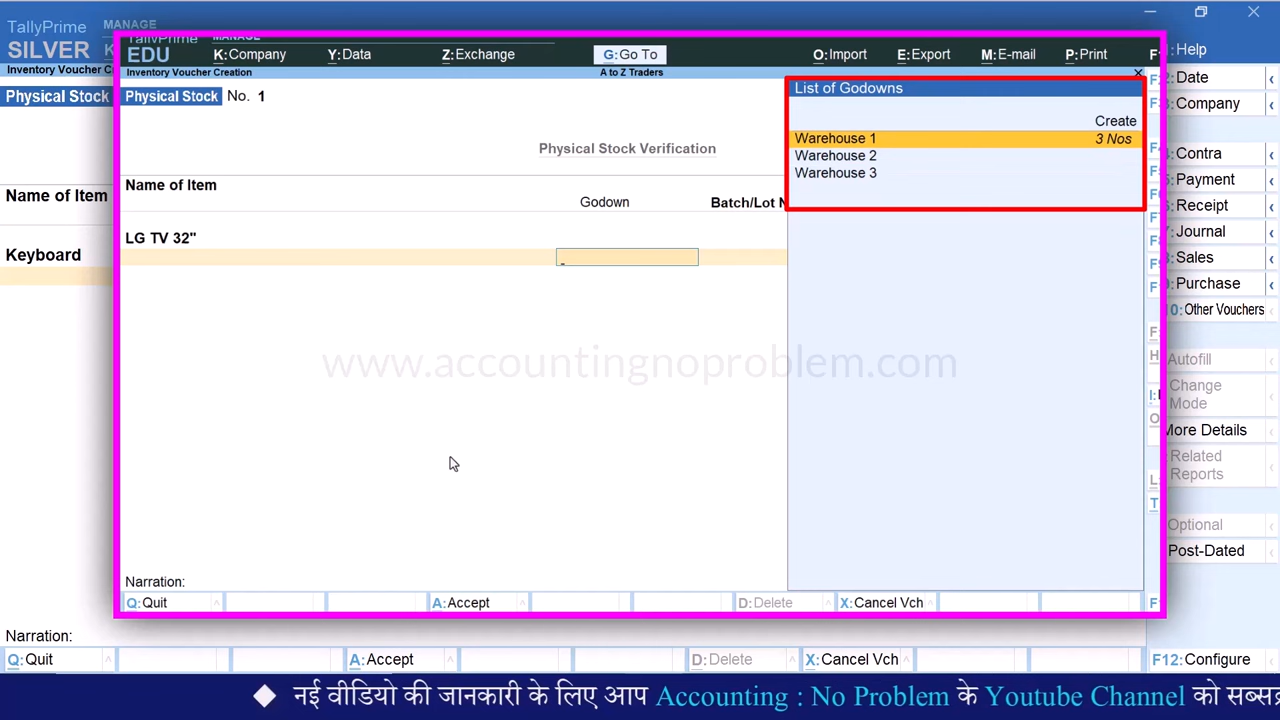 TallyPrime MANAGE
SILVER K
Inventory Voucher C
Physical Stock
Name of Item
Keyboard
MANAGE
EDU K:Company Y:Data Z:Exchange G:Go To O:Import E:Export M:E-mail P:Print F
Inventory Voucher Creation A to Z Traders
Physical Stock No. 1
Physical Stock Verification
Name of Item
Godown Batch/Lot N
LG TV 32"
List of Godowns
Create
Warehouse 1 3 Nos
Warehouse 2
Warehouse 3
www.accountingnoproblem.com
Narration:
Q:Quit A:Accept D:Delete X:Cancel Vch
:Help
Date
Company
Contra
Payment
Receipt
Journal
Sales
Purchase
10:Other Vouchers
Autofill
Change
Mode
More Details
Related
Reports
Optional
Post-Dated
Narration:
Q:Quit A:Accept D:Delete X:Cancel Vch F12:Configure
नई वीडियो की जानकारी के लिए आप Accounting : No Problem के Youtube Channel को सब्सक्र